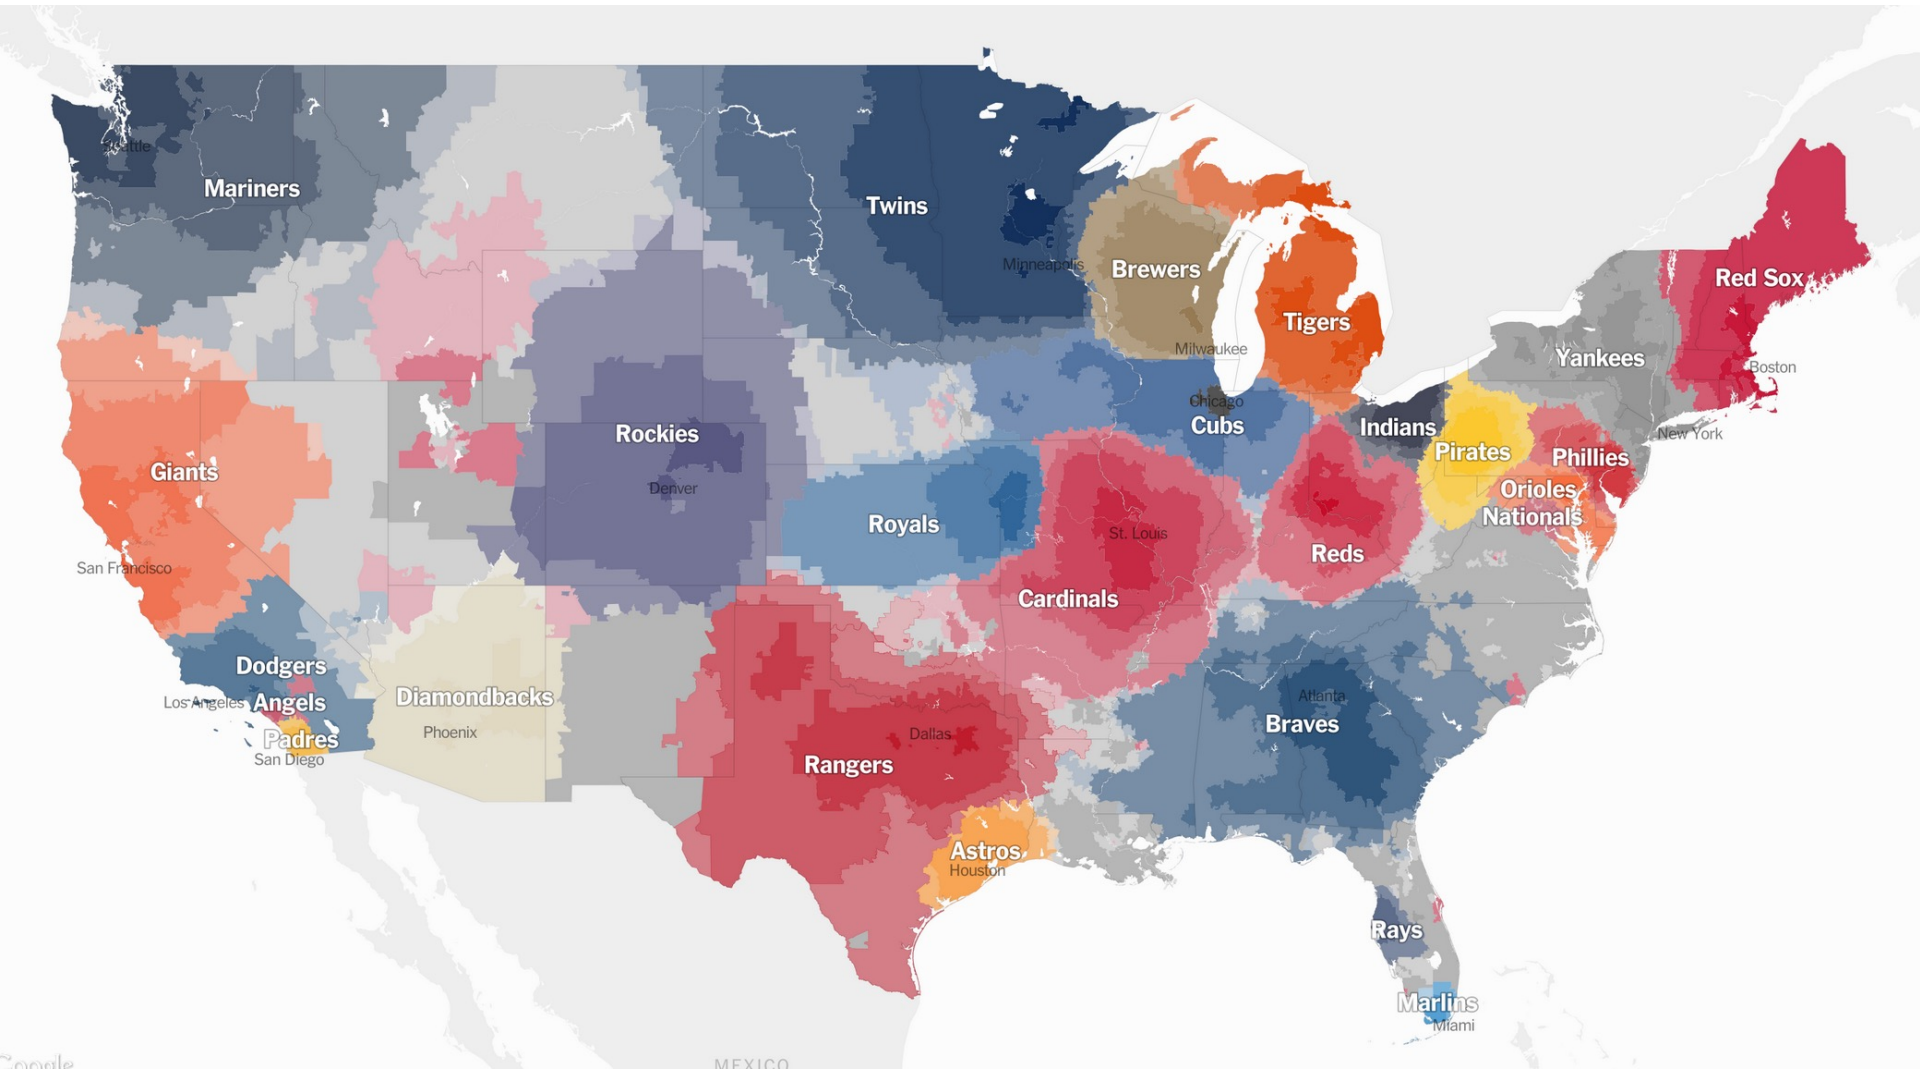 Seattle
Mariners
Twins
Minneapolis
Brewers
Milwaukee
Tigers
Red Sox
Boston
Yankees
New York
Chicago
Cubs
Indians
Pirates
Phillies
Orioles
Nationals
Rockies
Denver
Giants
San Francisco
Royals
St. Louis
Cardinals
Reds
Dodgers
Los Angeles
Angels
Padres
San Diego
Diamondbacks
Phoenix
Dallas
Rangers
Atlanta
Braves
Astros
Houston
Rays
Marlins
Miami
MEXICO
Google